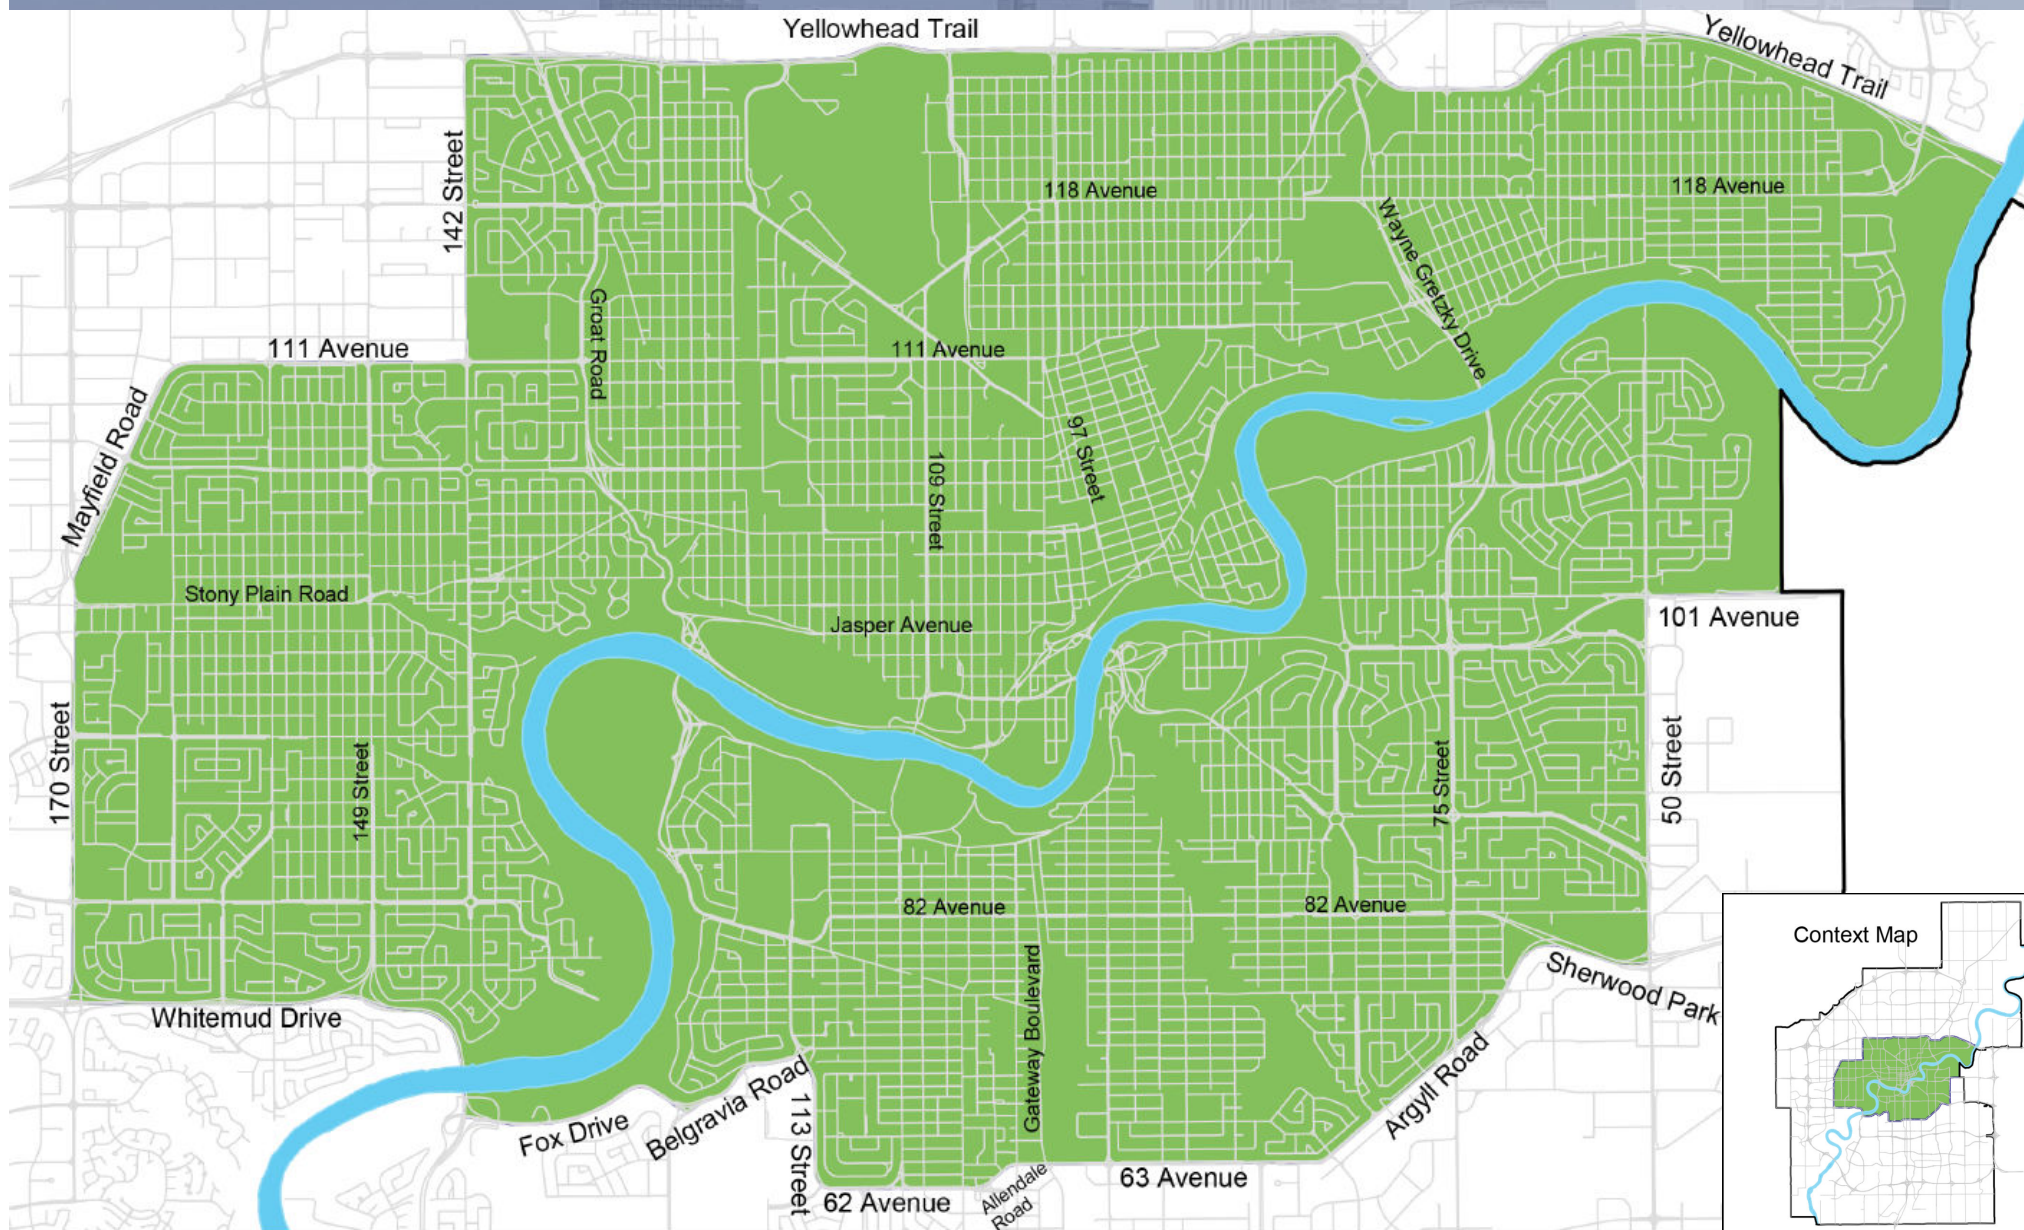 Yellowhead Trail
Yellowhead Trail
142 Street
118 Avenue
118 Avenue
Wayne Gretzky Drive
Groat Road
111 Avenue
111 Avenue
Mayfield Road
97 Street
109 Street
Stony Plain Road
Jasper Avenue
101 Avenue
170 Street
149 Street
75 Street
50 Street
82 Avenue
82 Avenue
Context Map
Gateway Boulevard
Sherwood Park
Whitemud Drive
Argyll Road
Fox Drive
Belgravia Road
113 Street
62 Avenue
Allendale
Road
63 Avenue